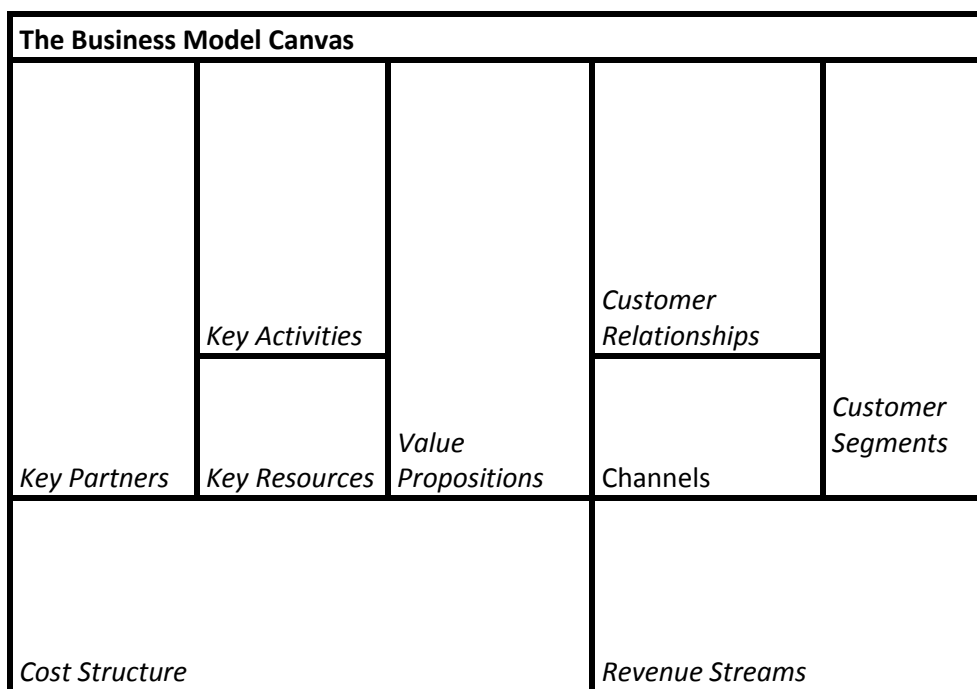 The Business Model Canvas
Key Partners
Key Activities
Key Resources
Value
Propositions
Customer
Relationships
Channels
Customer
Segments
Cost Structure
Revenue Streams